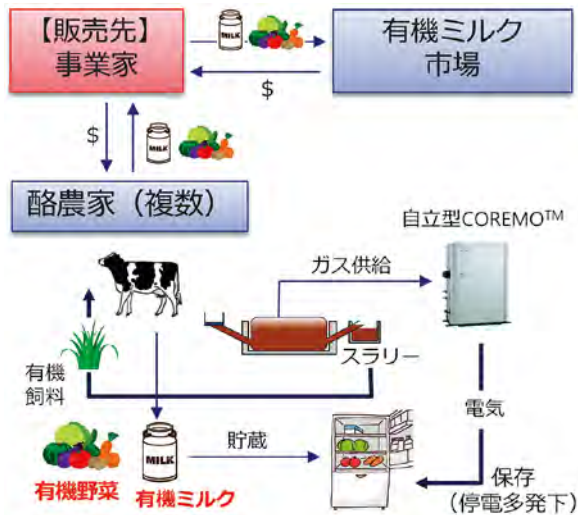 【販売先】
事業家
MILK
$
有機ミルク
市場
$
MILK
酪農家（複数）
自立型COREMO™
ガス供給
スラリー
有機
飼料
電気
MILK
貯蔵
保存
（停電多発下）
有機野菜
有機ミルク